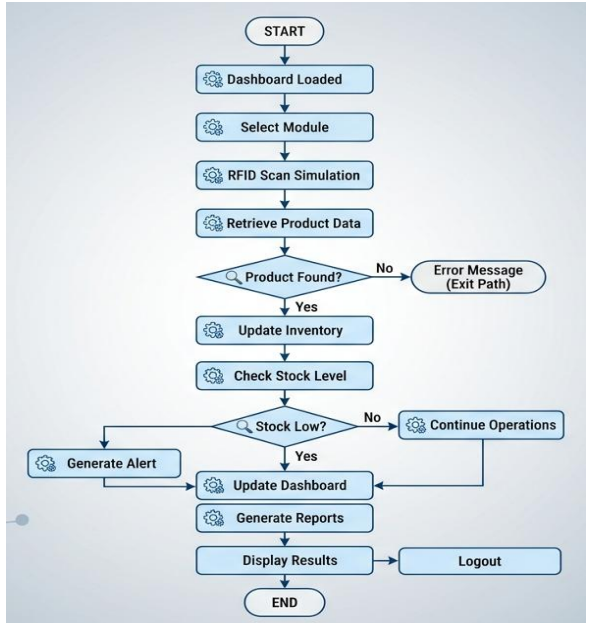 START
Dashboard Loaded
Select Module
RFID Scan Simulation
Retrieve Product Data
Product Found?
No
Error Message
(Exit Path)
Yes
Update Inventory
Check Stock Level
Stock Low?
No
Continue Operations
Yes
Generate Alert
Update Dashboard
Generate Reports
Display Results
Logout
END